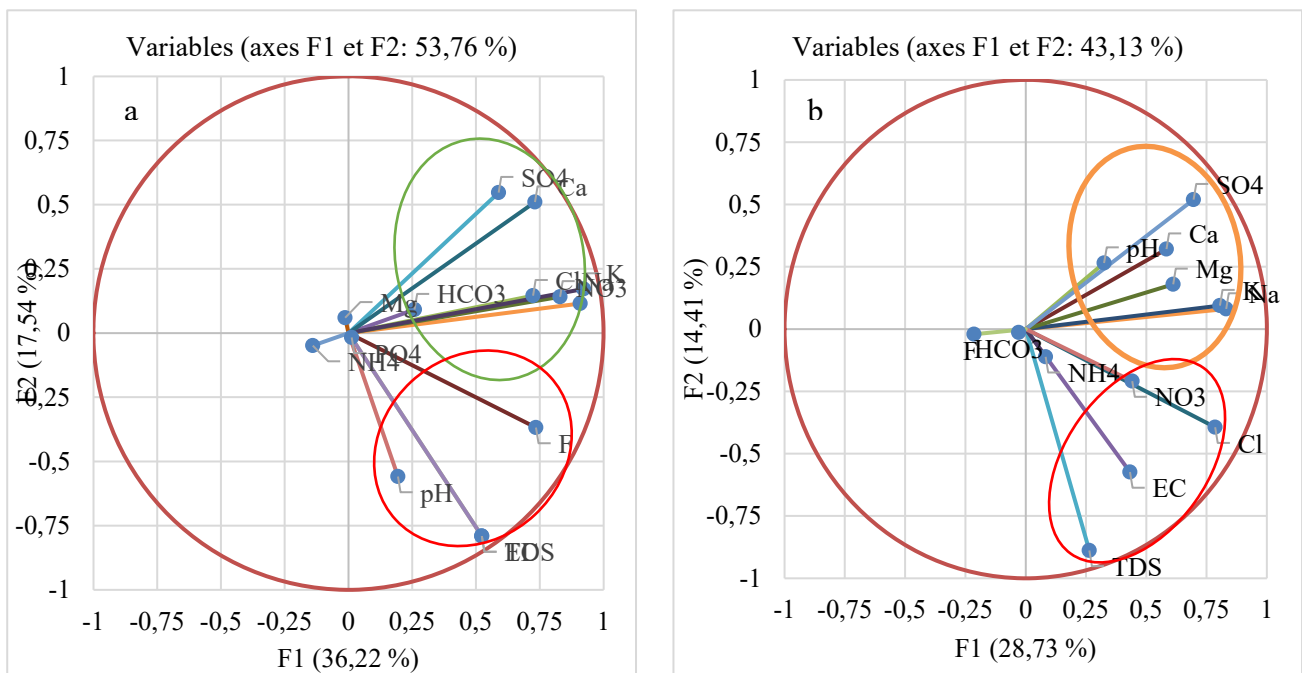 Variables (axes F1 et F2: 53,76 %)
a
1
0,75
0,5
0,25
0
-0,25
-0,5
-0,75
-1
F2 (17,54 %)
SO4
Ca
K
Cl
Na
NO3
HCO3
Mg
NH4
PO4
F
pH
EC
TDS
-1
-0,75
-0,5
-0,25
0
0,25
0,5
0,75
1
F1 (36,22 %)
Variables (axes F1 et F2: 43,13 %)
b
1
0,75
0,5
0,25
0
-0,25
-0,5
-0,75
-1
F2 (14,41 %)
SO4
Ca
pH
Mg
K
Na
F
HCO3
NH4
NO3
Cl
EC
TDS
-1
-0,75
-0,5
-0,25
0
0,25
0,5
0,75
1
F1 (28,73 %)